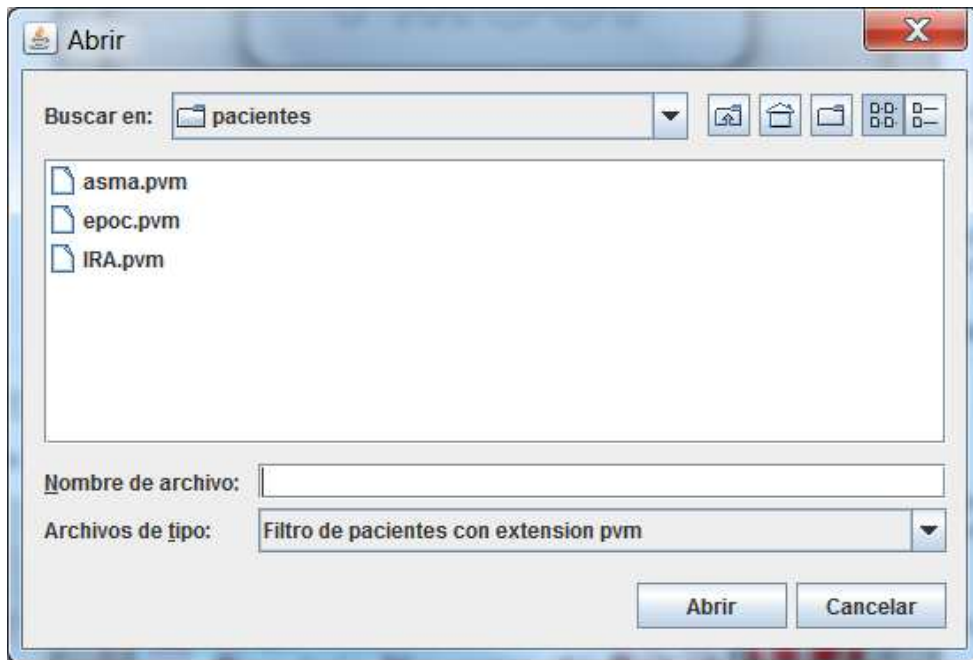 Abrir
Buscar en: pacientes
asma.pvm
epoc.pvm
IRA.pvm
Nombre de archivo:
Archivos de tipo: Filtro de pacientes con extension pvm
Abrir Cancelar